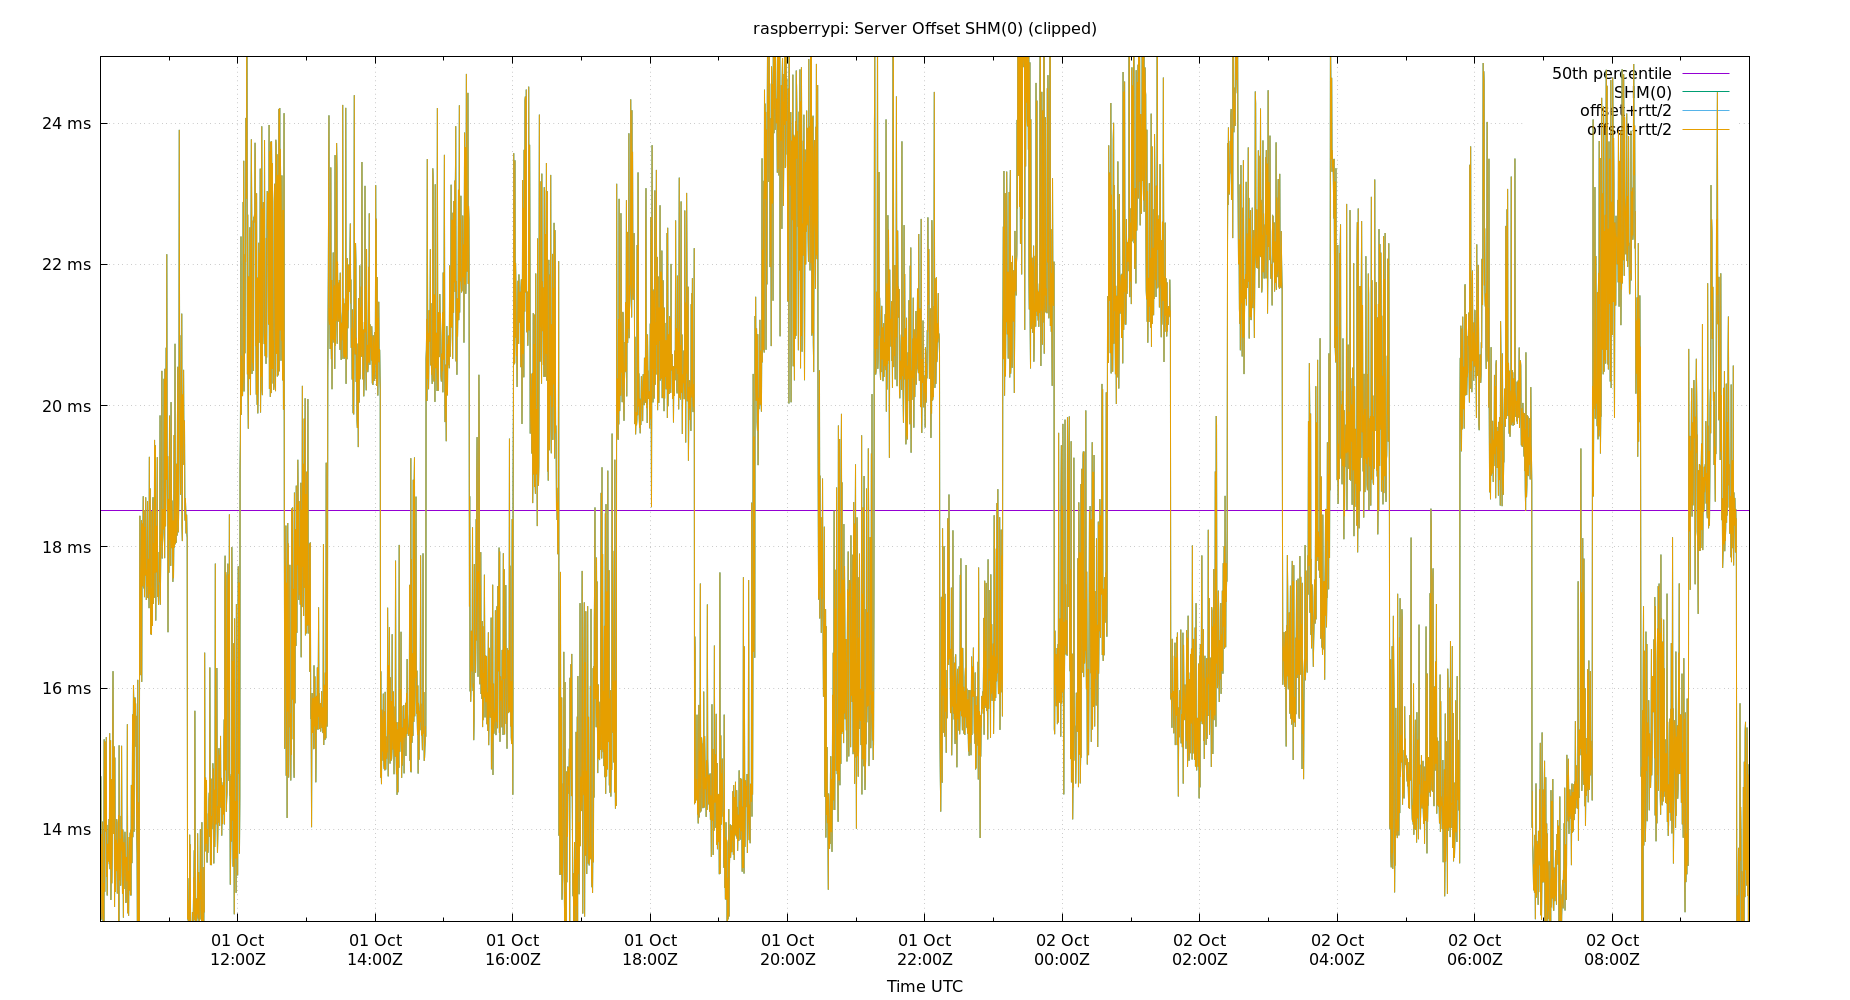 raspberrypi: Server Offset SHM(0) (clipped)
50th percentile
SHM(0)
offset+rtt/2
offset-rtt/2
24 ms
22 ms
20 ms
18 ms
16 ms
14 ms
01 Oct 01 Oct 01 Oct 01 Oct 01 Oct 01 Oct 02 Oct 02 Oct 02 Oct 02 Oct 02 Oct
12:00Z 14:00Z 16:00Z 18:00Z 20:00Z 22:00Z 00:00Z 02:00Z 04:00Z 06:00Z 08:00Z
Time UTC